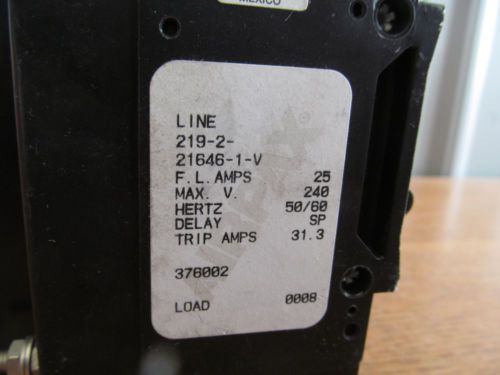 MEXICO
LINE
219-2-
21646-1-V
F.L.AMPS 25
MAX. V. 240
HERTZ 50/60
DELAY SP
TRIP AMPS 31.3
376002
LOAD 0008
AIRPAX